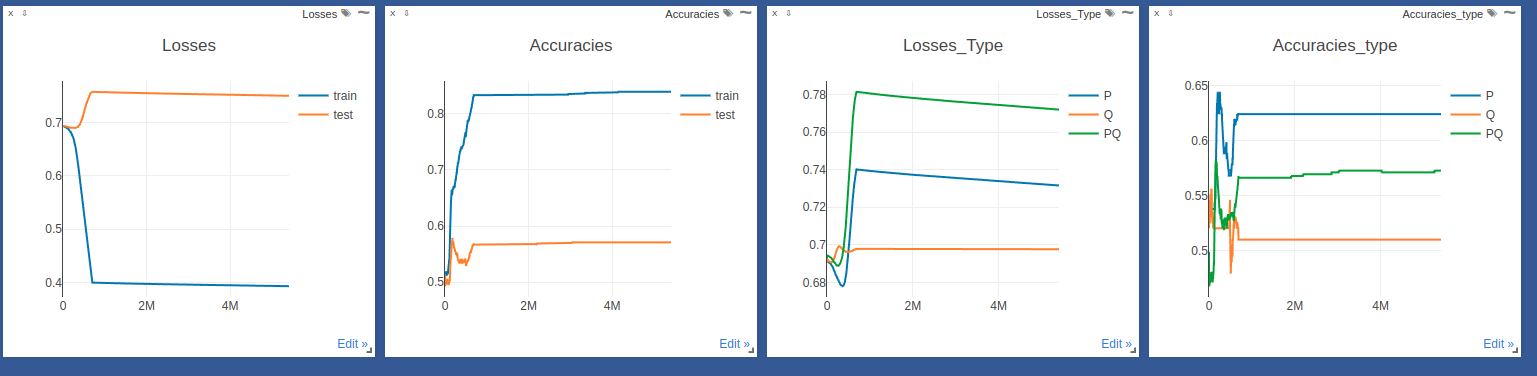 X ⇩ Losses
Losses
train
test
0.7
0.6
0.5
0.4
0 2M 4M
Edit »
X ⇩ Accuracies
Accuracies
train
test
0.8
0.7
0.6
0.5
0 2M 4M
Edit »
X ⇩ Losses_Type
Losses_Type
P
Q
PQ
0.78
0.76
0.74
0.72
0.7
0.68
0 2M 4M
Edit »
X ⇩ Accuracies_type
Accuracies_type
P
Q
PQ
0.65
0.6
0.55
0.5
0 2M 4M
Edit »